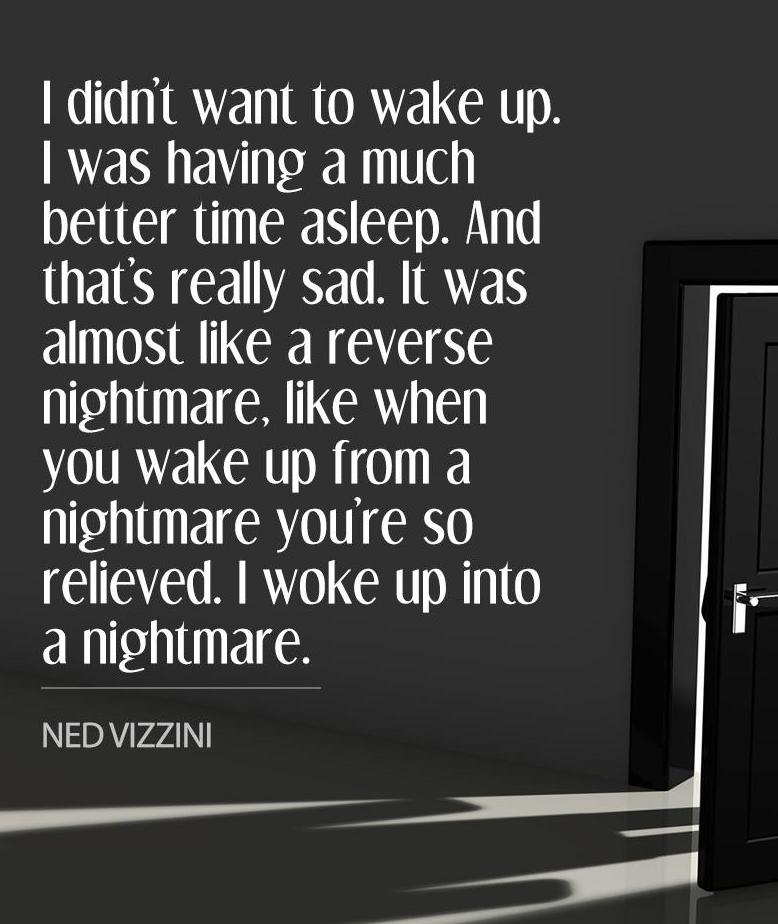 I didn't want to wake up.
I was having a much
better time asleep. And
that's really sad. It was
almost like a reverse
nightmare, like when
you wake up from a
nightmare you're so
relieved. I woke up into
a nightmare.
NED VIZZINI